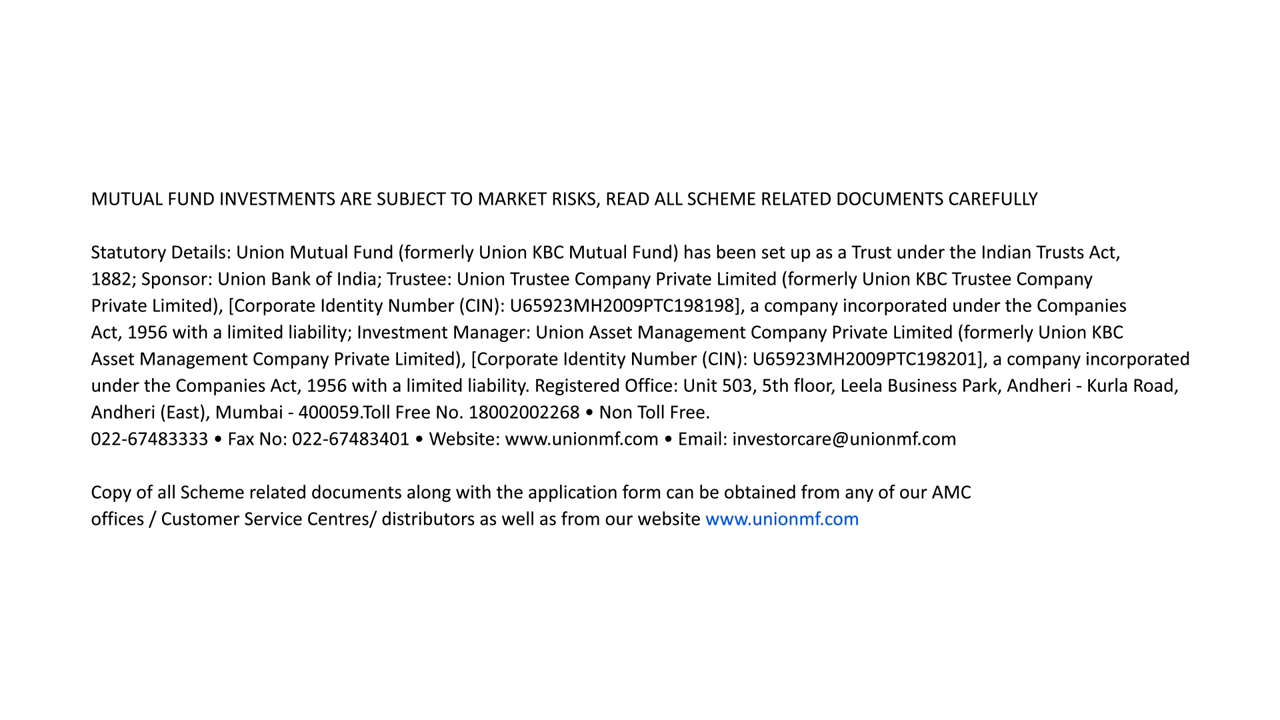 MUTUAL FUND INVESTMENTS ARE SUBJECT TO MARKET RISKS, READ ALL SCHEME RELATED DOCUMENTS CAREFULLY
Statutory Details: Union Mutual Fund (formerly Union KBC Mutual Fund) has been set up as a Trust under the Indian Trusts Act,
1882; Sponsor: Union Bank of India; Trustee: Union Trustee Company Private Limited (formerly Union KBC Trustee Company
Private Limited), [Corporate Identity Number (CIN): U65923MH2009PTC198198], a company incorporated under the Companies
Act, 1956 with a limited liability; Investment Manager: Union Asset Management Company Private Limited (formerly Union KBC
Asset Management Company Private Limited), [Corporate Identity Number (CIN): U65923MH2009PTC198201], a company incorporated
under the Companies Act, 1956 with a limited liability. Registered Office: Unit 503, 5th floor, Leela Business Park, Andheri - Kurla Road,
Andheri (East), Mumbai - 400059.Toll Free No. 18002002268 • Non Toll Free.
022-67483333 • Fax No: 022-67483401 • Website: www.unionmf.com • Email: investorcare@unionmf.com
Copy of all Scheme related documents along with the application form can be obtained from any of our AMC
offices / Customer Service Centres/ distributors as well as from our website www.unionmf.com